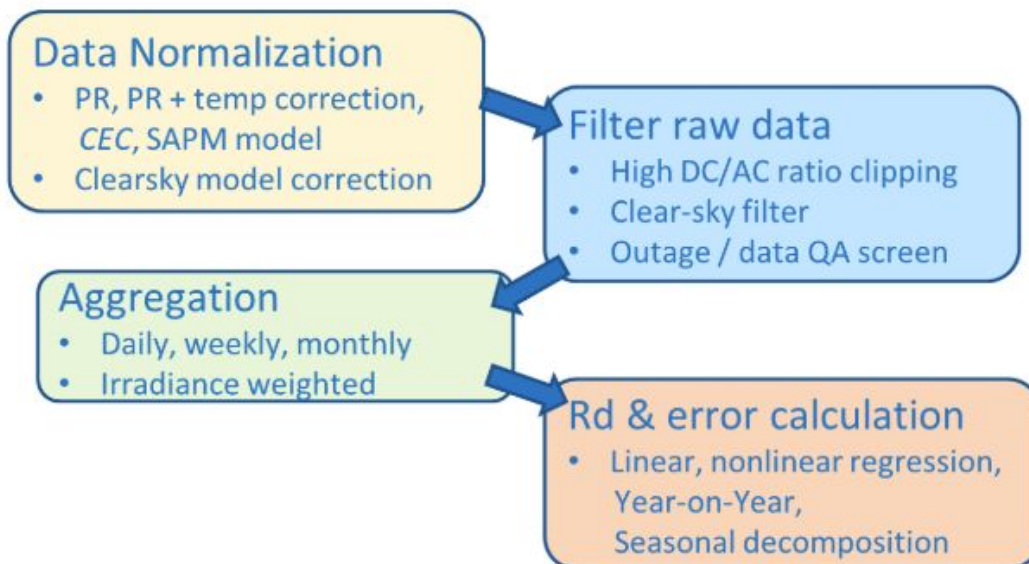 Data Normalization
• PR, PR + temp correction,
CEC, SAPM model
• Clearsky model correction
Filter raw data
• High DC/AC ratio clipping
• Clear-sky filter
• Outage / data QA screen
Aggregation
• Daily, weekly, monthly
• Irradiance weighted
Rd & error calculation
• Linear, nonlinear regression,
Year-on-Year,
Seasonal decomposition